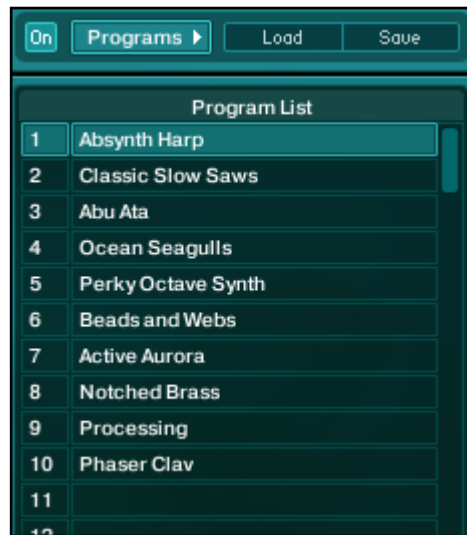 On Programs Load Save
Program List
1 Absynth Harp
2 Classic Slow Saws
3 Abu Ata
4 Ocean Seagulls
5 Perky Octave Synth
6 Beads and Webs
7 Active Aurora
8 Notched Brass
9 Processing
10 Phaser Clav
11
12